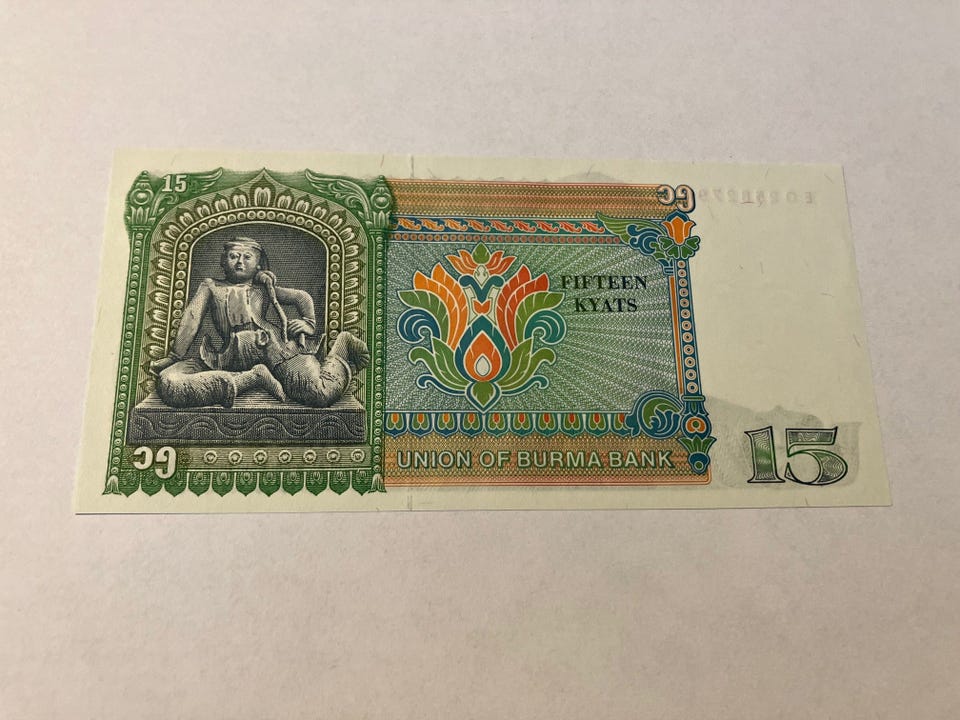 15
၁၅
FIFTEEN
KYATS
၁၅
UNION OF BURMA BANK
15